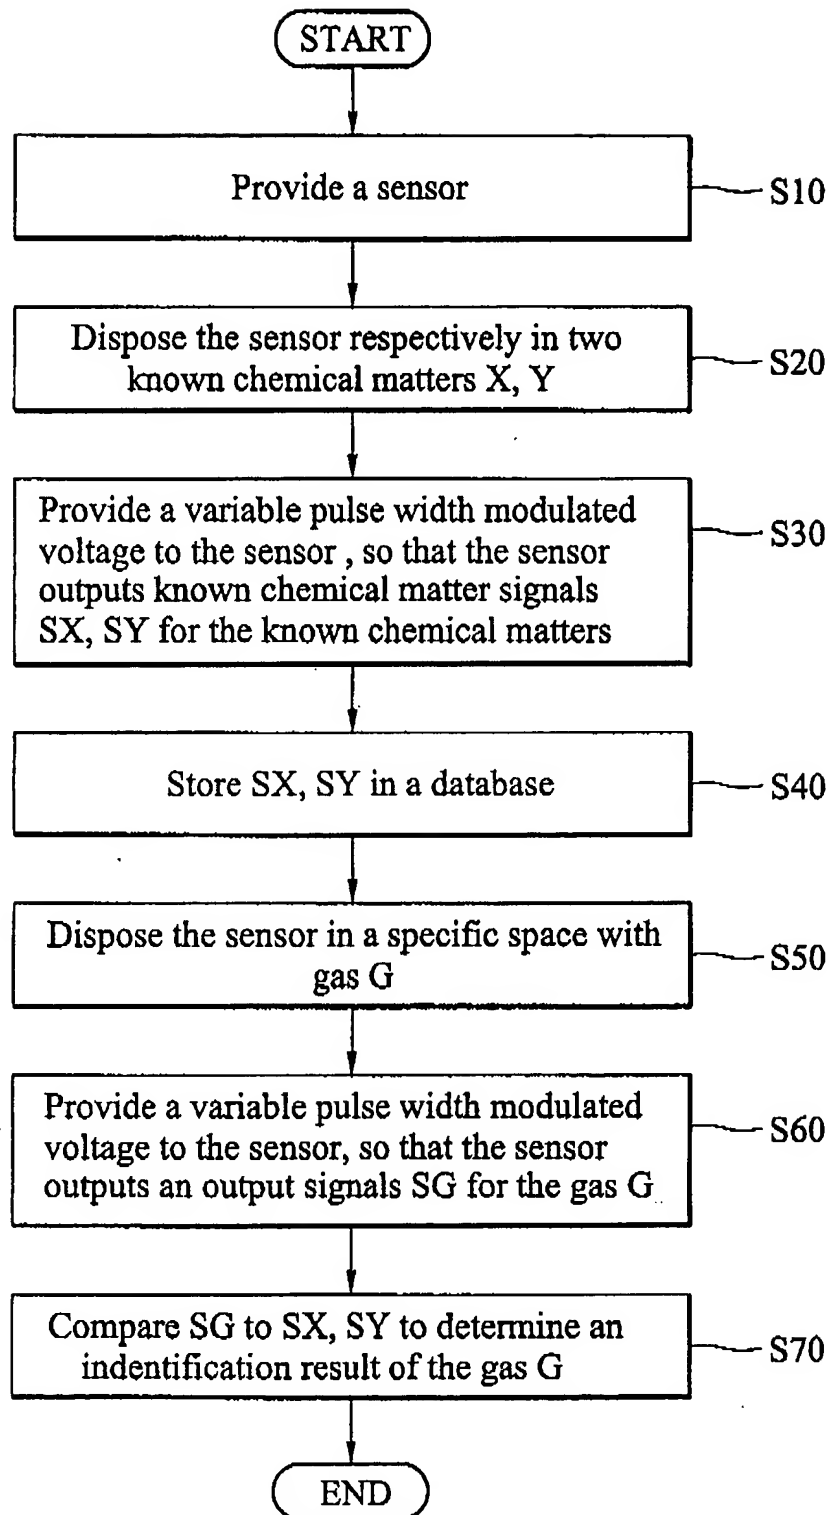 START
Provide a sensor
S10
Dispose the sensor respectively in two
known chemical matters X, Y
S20
Provide a variable pulse width modulated
voltage to the sensor , so that the sensor
outputs known chemical matter signals
SX, SY for the known chemical matters
S30
Store SX, SY in a database
S40
Dispose the sensor in a specific space with
gas G
S50
Provide a variable pulse width modulated
voltage to the sensor, so that the sensor
outputs an output signals SG for the gas G
S60
Compare SG to SX, SY to determine an
indentification result of the gas G
S70
END